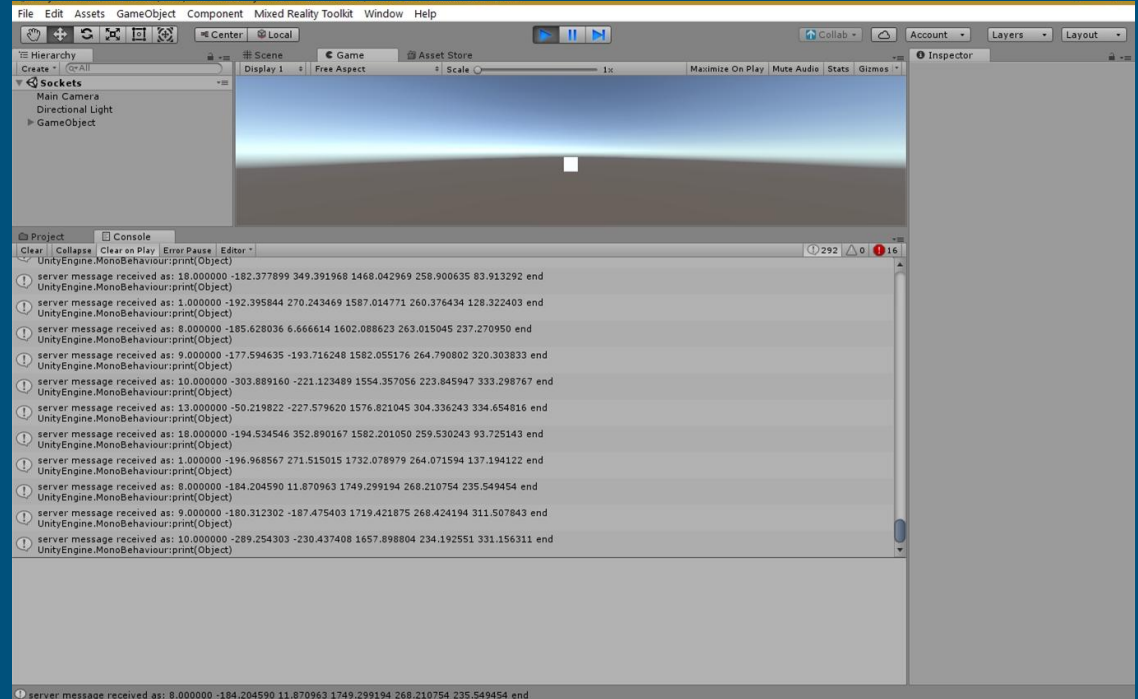 File Edit Assets GameObject Component Mixed Reality Toolkit Window Help
Center Local Collab Account Layers Layout
Hierarchy Scene Game Asset Store Inspector
Create All Display 1 Free Aspect Scale 1x Maximize On Play Mute Audio Stats Gizmos
Sockets
Main Camera
Directional Light
GameObject
Project Console
Clear Collapse Clear on Play Error Pause Editor 292 0 16
UnityEngine.MonoBehaviour:print(Object)
server message received as: 18.000000 -182.377899 349.391968 1468.042969 258.900635 83.913292 end
UnityEngine.MonoBehaviour:print(Object)
server message received as: 1.000000 -192.395844 270.243469 1587.014771 260.376434 128.322403 end
UnityEngine.MonoBehaviour:print(Object)
server message received as: 8.000000 -185.628036 6.666614 1602.088623 263.015045 237.270950 end
UnityEngine.MonoBehaviour:print(Object)
server message received as: 9.000000 -177.594635 -193.716248 1582.055176 264.790802 320.303833 end
UnityEngine.MonoBehaviour:print(Object)
server message received as: 10.000000 -303.889160 -221.123489 1554.357056 223.845947 333.298767 end
UnityEngine.MonoBehaviour:print(Object)
server message received as: 13.000000 -50.219822 -227.579620 1576.821045 304.336243 334.654816 end
UnityEngine.MonoBehaviour:print(Object)
server message received as: 18.000000 -194.534546 352.890167 1582.201050 259.530243 93.725143 end
UnityEngine.MonoBehaviour:print(Object)
server message received as: 1.000000 -196.968567 271.515015 1732.078979 264.071594 137.194122 end
UnityEngine.MonoBehaviour:print(Object)
server message received as: 8.000000 -184.204590 11.870963 1749.299194 268.210754 235.549454 end
UnityEngine.MonoBehaviour:print(Object)
server message received as: 9.000000 -180.312302 -187.475403 1719.421875 268.424194 311.507843 end
UnityEngine.MonoBehaviour:print(Object)
server message received as: 10.000000 -289.254303 -230.437408 1657.898804 234.192551 331.156311 end
UnityEngine.MonoBehaviour:print(Object)
server message received as: 8.000000 -184.204590 11.870963 1749.299194 268.210754 235.549454 end